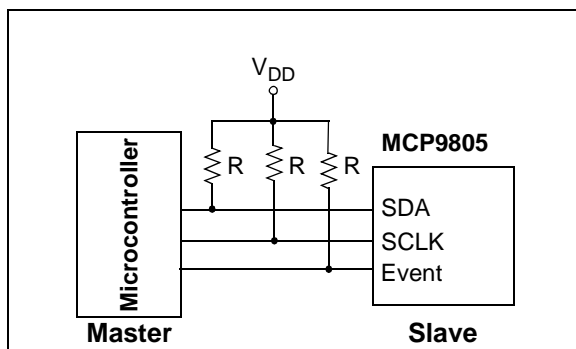 VDD
MCP9805
R R R
Microcontroller
SDA
SCLK
Event
Master Slave